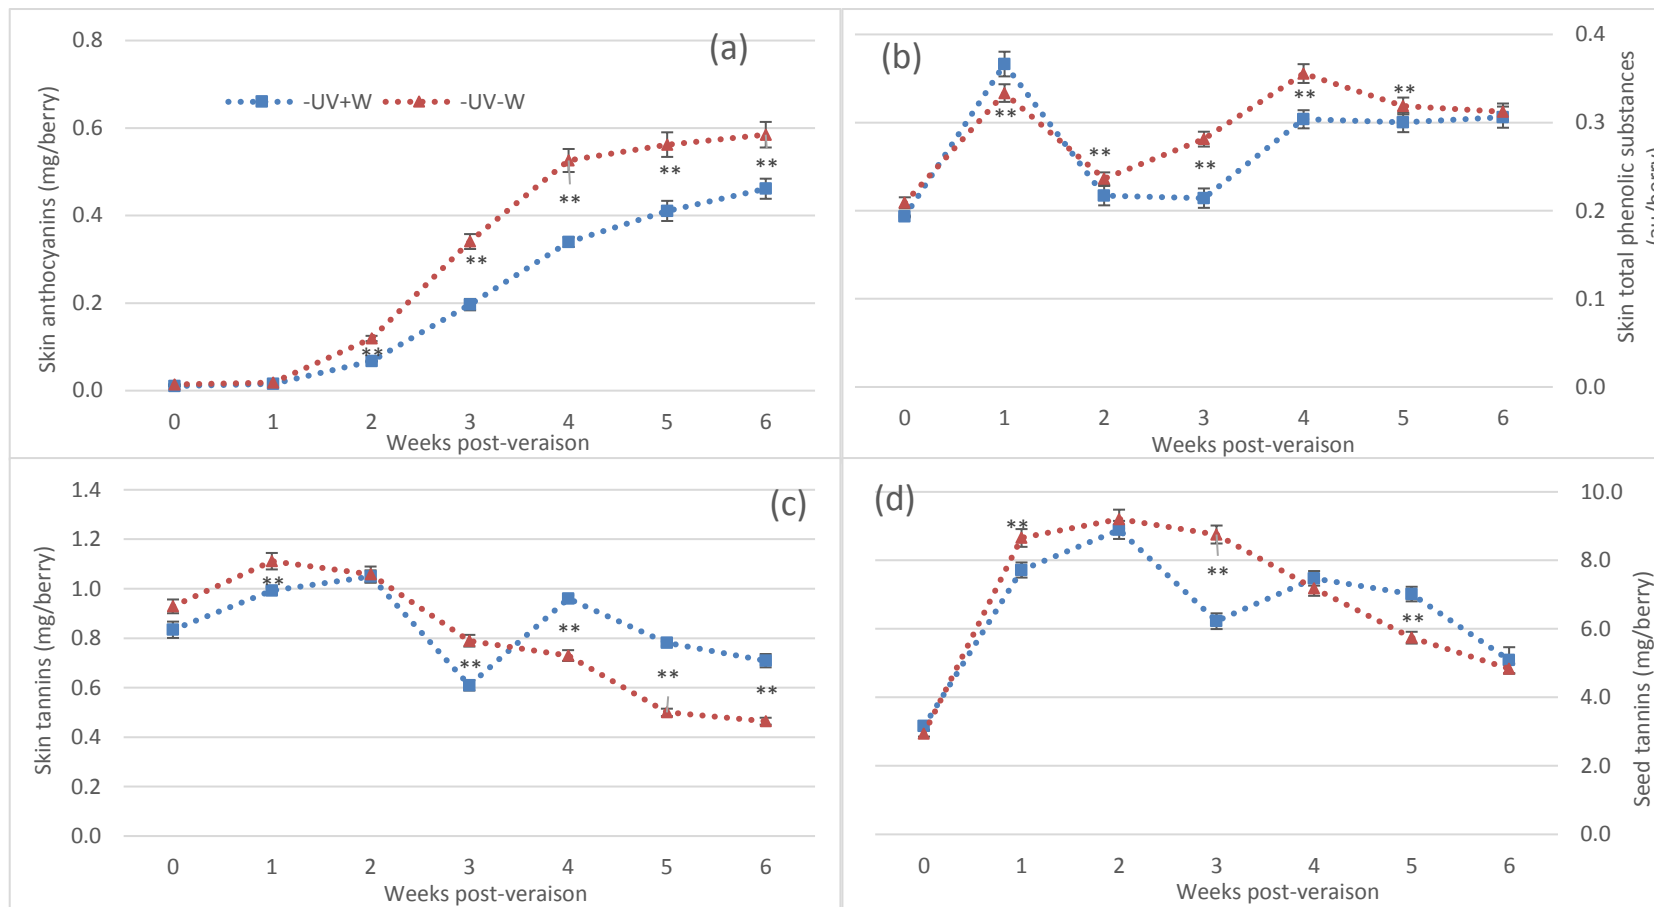 (a)
0.8
0.6
0.4
0.2
0.0
Skin anthocyanins (mg/berry)
-UV+W
-UV-W
**
**
**
**
**
0 1 2 3 4 5 6
Weeks post-veraison
(b)
0.4
0.3
0.2
0.1
0.0
Skin total phenolic substances
**
**
**
**
**
0 1 2 3 4 5 6
Weeks post-veraison
(c)
1.4
1.2
1.0
0.8
0.6
0.4
0.2
0.0
Skin tannins (mg/berry)
**
**
**
**
**
0 1 2 3 4 5 6
Weeks post-veraison
(d)
10.0
8.0
6.0
4.0
2.0
0.0
Seed tannins (mg/berry)
**
**
**
0 1 2 3 4 5 6
Weeks post-veraison